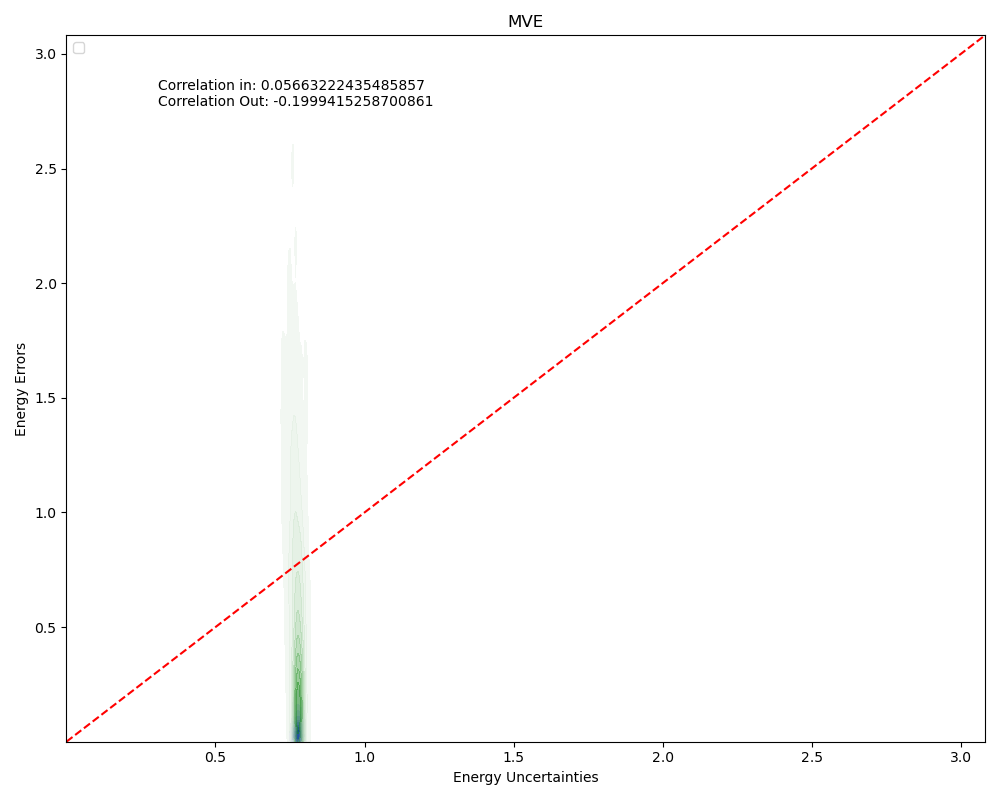 MVE
Correlation in: 0.05663222435485857
Correlation Out: -0.1999415258700861
3.0
2.5
2.0
1.5
1.0
0.5
Energy Errors
0.5 1.0 1.5 2.0 2.5 3.0
Energy Uncertainties